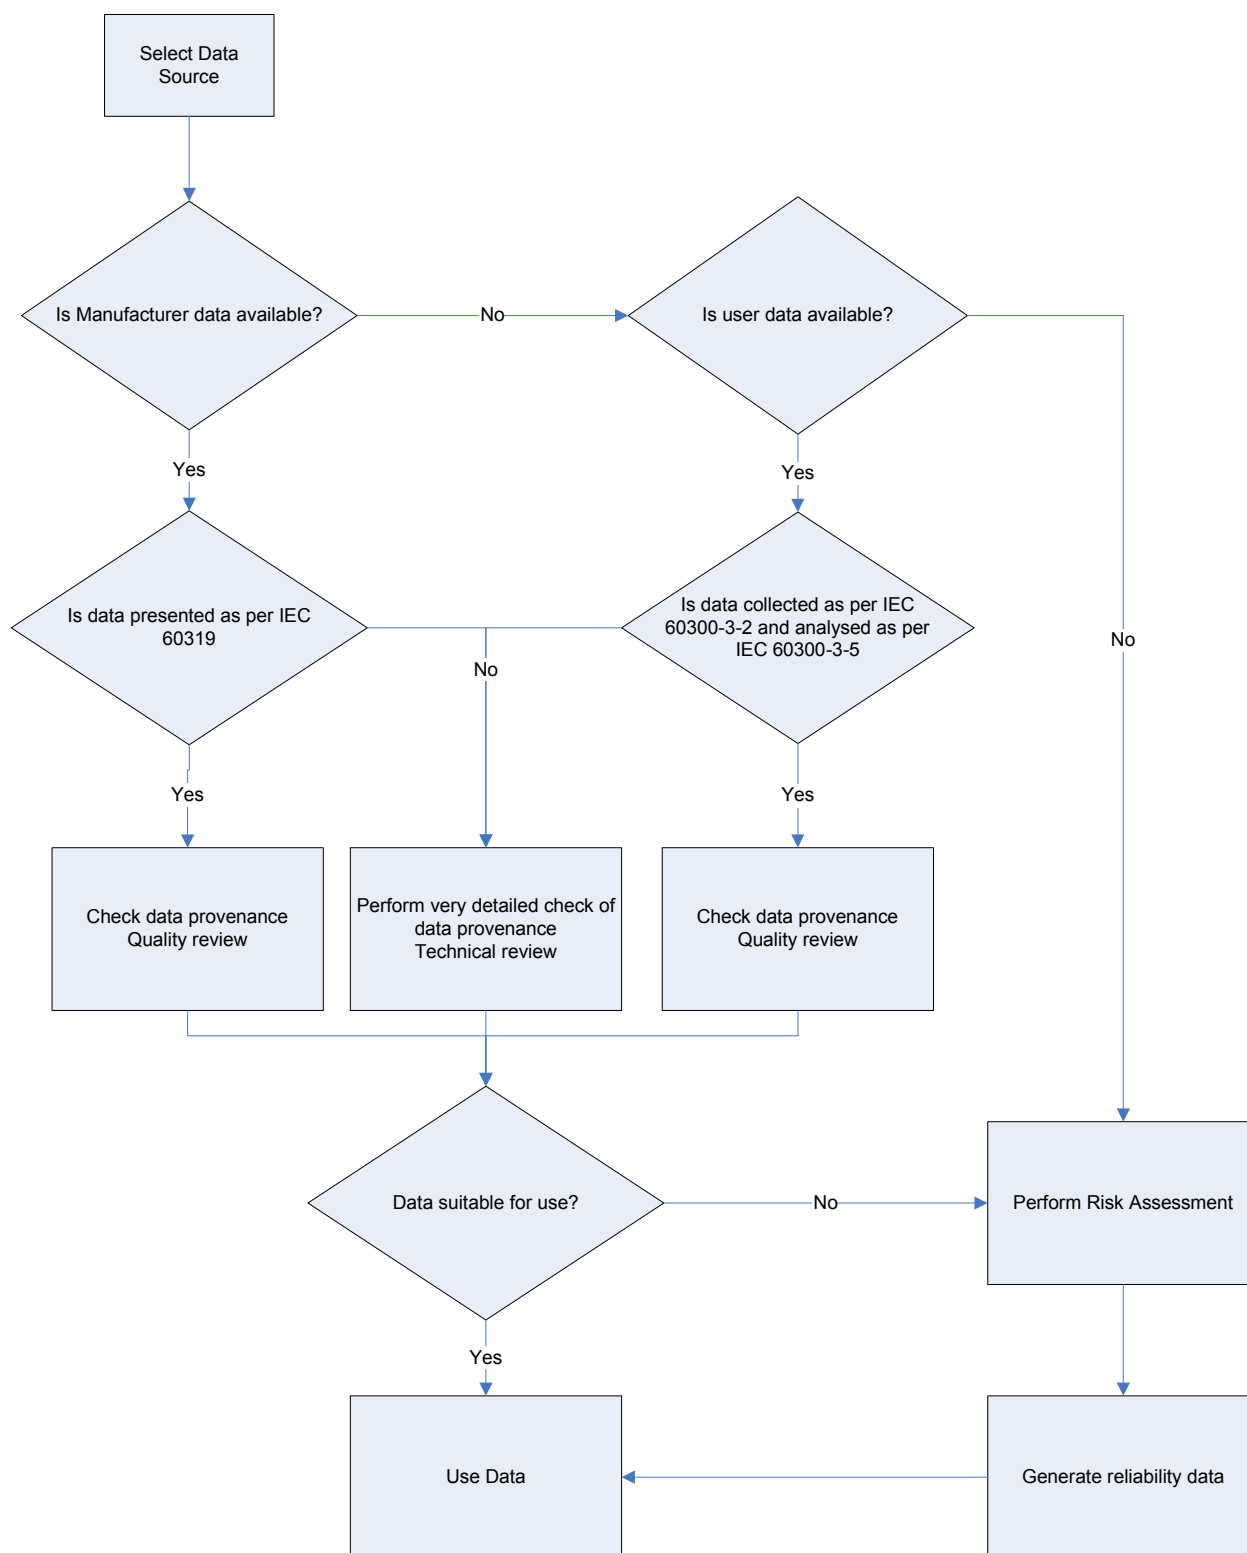 Select Data
Source
Is Manufacturer data available?
No
Is user data available?
Yes
Yes
Is data presented as per IEC
60319
Is data collected as per IEC
60300-3-2 and analysed as per
IEC 60300-3-5
No
No
Yes
Yes
Check data provenance
Quality review
Perform very detailed check of
data provenance
Technical review
Check data provenance
Quality review
Data suitable for use?
No
Perform Risk Assessment
Yes
Use Data
Generate reliability data